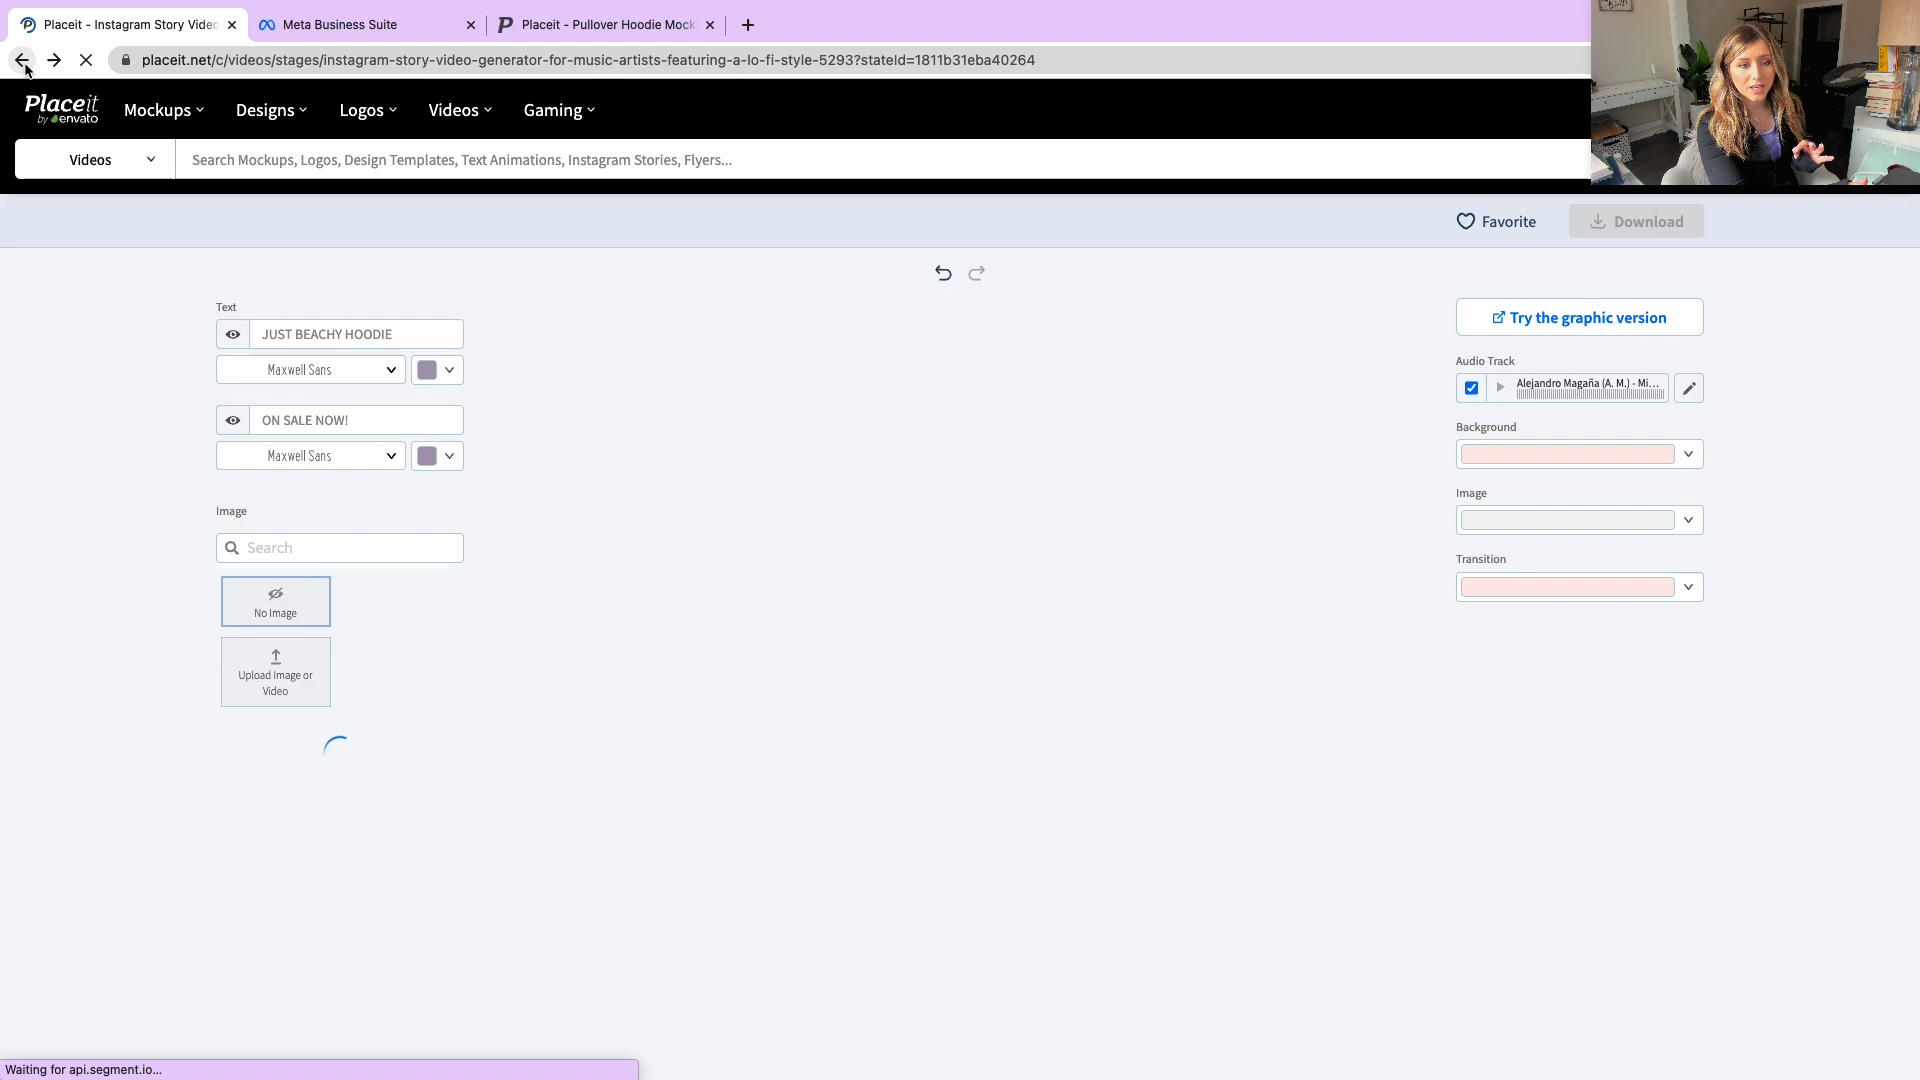 Placeit - Instagram Story Video
Meta Business Suite
Placeit - Pullover Hoodie Mock
placeit.net/c/videos/stages/instagram-story-video-generator-for-music-artists-featuring-a-lo-fi-style-5293?stateId=1811b31eba40264
Placeit
by envato
Mockups
Designs
Logos
Videos
Gaming
Videos
Search Mockups, Logos, Design Templates, Text Animations, Instagram Stories, Flyers...
Favorite
Download
Text
JUST BEACHY HOODIE
Maxwell Sans
ON SALE NOW!
Maxwell Sans
Image
Search
No Image
Upload Image or
Video
Try the graphic version
Audio Track
Alejandro Magaña (A. M.) - Mi...
Background
Image
Transition
Waiting for api.segment.io...